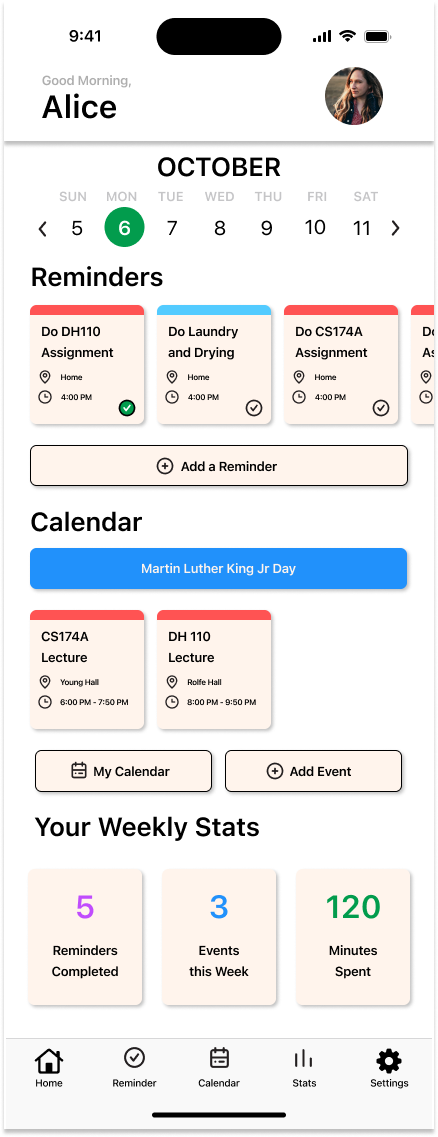 9:41
Good Morning,
Alice
OCTOBER
SUN MON TUE WED THU FRI SAT
5 6 7 8 9 10 11
Reminders
Do DH110
Assignment
Home
4:00 PM
Do Laundry
and Drying
Home
4:00 PM
Do CS174A
Assignment
Home
4:00 PM
Add a Reminder
Calendar
Martin Luther King Jr Day
CS174A
Lecture
Young Hall
6:00 PM - 7:50 PM
DH 110
Lecture
Rolfe Hall
8:00 PM - 9:50 PM
My Calendar
Add Event
Your Weekly Stats
5
Reminders
Completed
3
Events
this Week
120
Minutes
Spent
Home Reminder Calendar Stats Settings